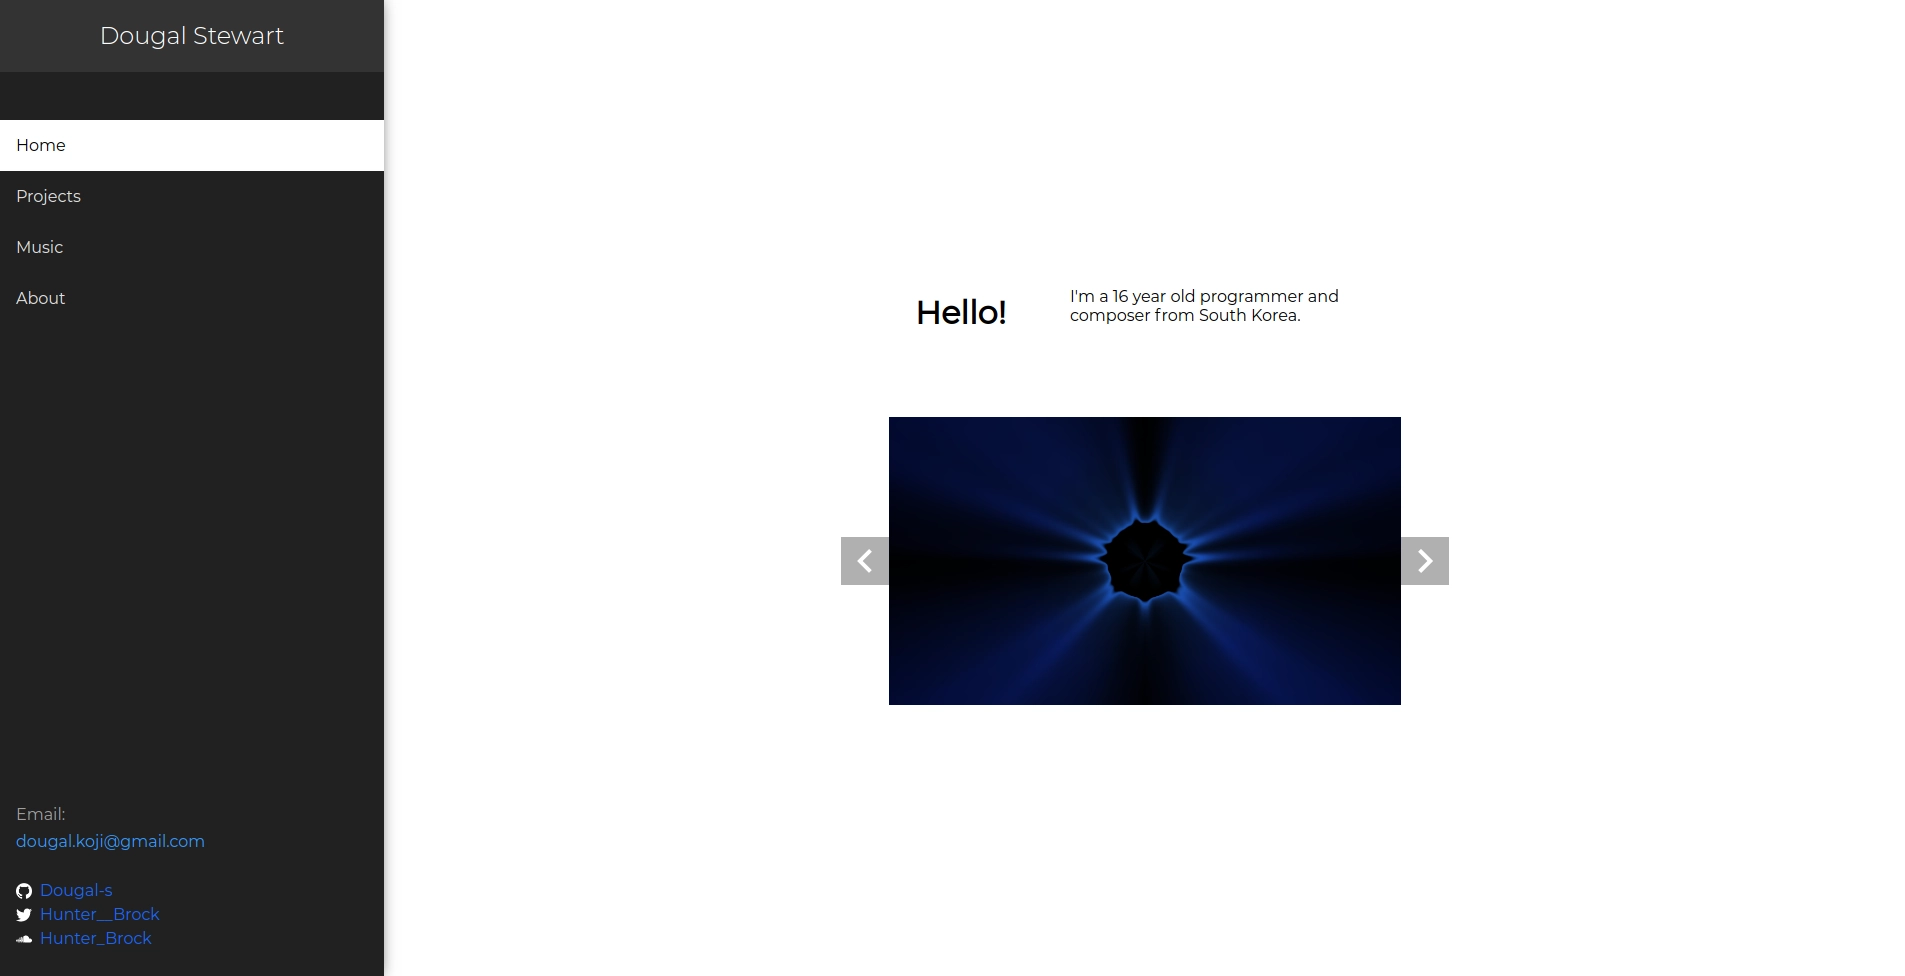 Dougal Stewart
Home
Projects
Music
About
Email:
dougal.koji@gmail.com
Dougal-s
Hunter__Brock
Hunter_Brock
Hello!
I'm a 16 year old programmer and
composer from South Korea.